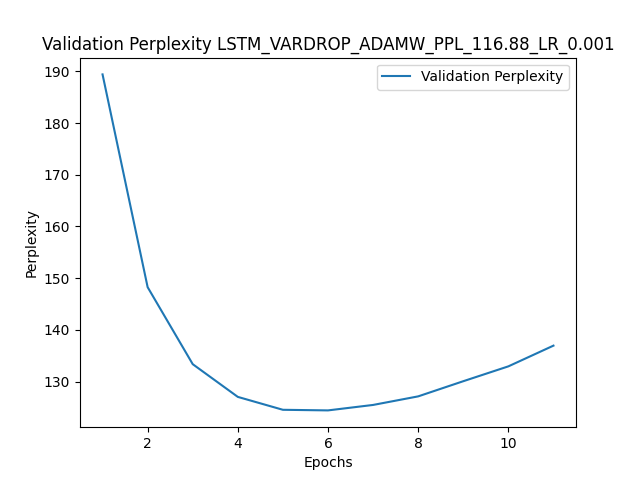 Validation Perplexity LSTM_VARDROP_ADAMW_PPL_116.88_LR_0.001
Validation Perplexity
190
180
170
160
150
140
130
Perplexity
2 4 6 8 10
Epochs